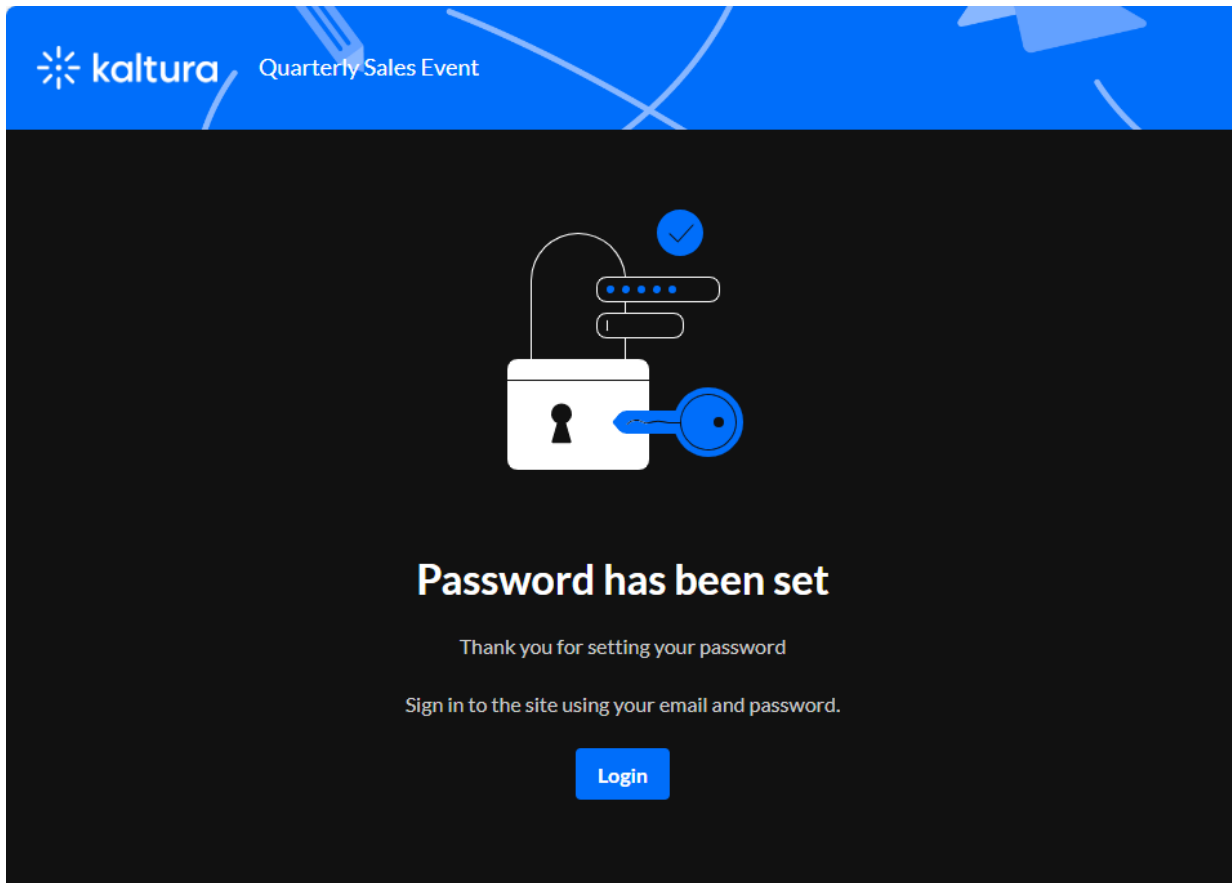 kaltura Quarterly Sales Event
Password has been set
Thank you for setting your password
Sign in to the site using your email and password.
Login